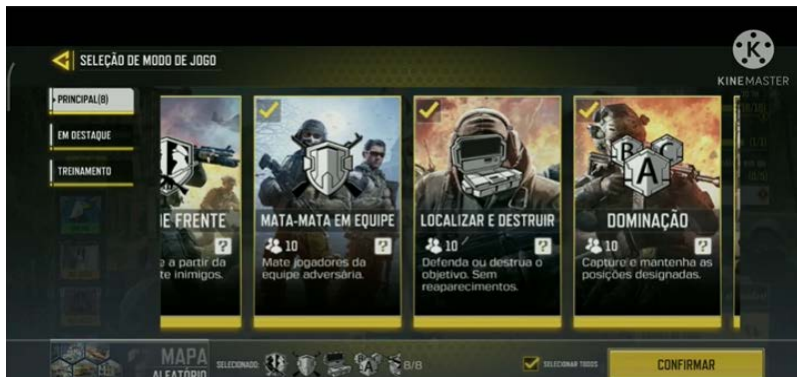 SELEÇÃO DE MODO DE JOGO
K
KINEMASTER
PRINCIPAL(8)
EM DESTAQUE
TREINAMENTO
E FRENTE
e a partir da
te inimigos.
MATA-MATA EM EQUIPE
10
Mate jogadores da
equipe adversária.
LOCALIZAR E DESTRUIR
10
Defenda ou destrua o
objetivo. Sem
reaparecimentos.
B C
A
DOMINAÇÃO
10
Capture e mantenha as
posições designadas.
MAPA
ALEATÓRIO
SELECIONADO:
8/8
SELECIONAR TODOS
CONFIRMAR